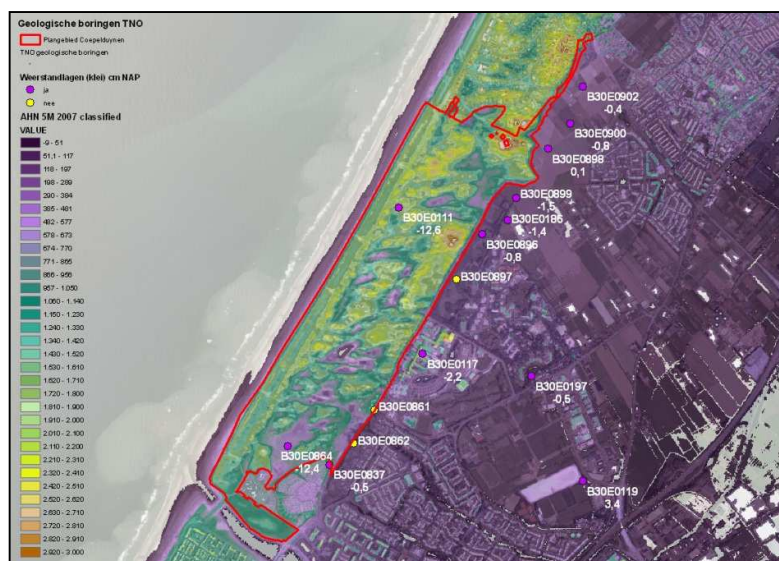 Geologische boringen TNO
Plangebied Coepelduynen
TNO geologische boringen
Weerstandlagen (klei) cm NAP
ja
nee
AHN 5M 2007 classified
VALUE
-9 - 51
51,1 - 117
118 - 197
198 - 289
290 - 384
385 - 481
482 - 577
578 - 673
674 - 770
771 - 865
866 - 956
957 - 1.050
1.060 - 1.140
1.150 - 1.230
1.240 - 1.330
1.340 - 1.420
1.430 - 1.520
1.530 - 1.610
1.620 - 1.710
1.720 - 1.800
1.810 - 1.900
1.910 - 2.000
2.010 - 2.100
2.110 - 2.200
2.210 - 2.310
2.320 - 2.410
2.420 - 2.510
2.520 - 2.620
2.630 - 2.710
2.720 - 2.810
2.820 - 2.910
2.920 - 3.000
B30E0902
-0,4
B30E0900
-0,8
B30E0898
0,1
B30E0899
-1,5
B30E0186
-1,4
B30E0111
-12,6
B30E0896
-0,8
B30E0897
B30E0117
-2,2
B30E0197
-0,5
B30E0861
B30E0862
B30E0864
-12,4
B30E0837
-0,5
B30E0119
3,4